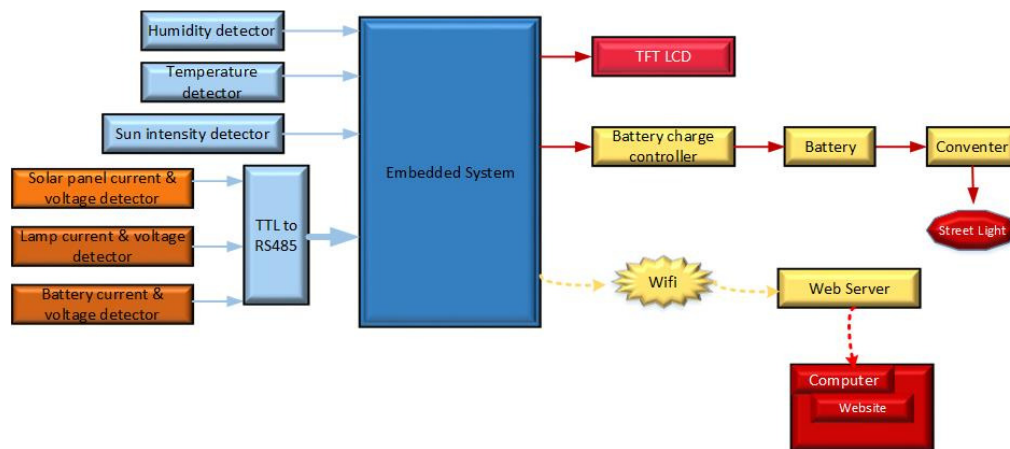 Humidity detector
Temperature
detector
Sun intensity detector
Solar panel current &
voltage detector
Lamp current & voltage
detector
Battery current &
voltage detector
TTL to
RS485
Embedded System
TFT LCD
Battery charge
controller
Battery
Conventer
Street Light
Wifi
Web Server
Computer
Website